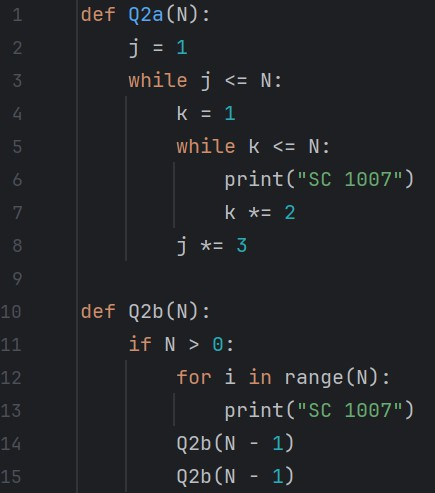 1 def Q2a(N):
2     j = 1
3     while j <= N:
4         k = 1
5         while k <= N:
6             print("SC 1007")
7             k *= 2
8         j *= 3
9
10 def Q2b(N):
11     if N > 0:
12         for i in range(N):
13             print("SC 1007")
14         Q2b(N - 1)
15         Q2b(N - 1)